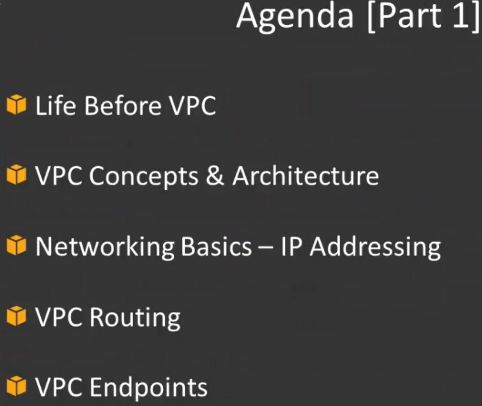 Agenda [Part 1]
Life Before VPC
VPC Concepts & Architecture
Networking Basics – IP Addressing
VPC Routing
VPC Endpoints